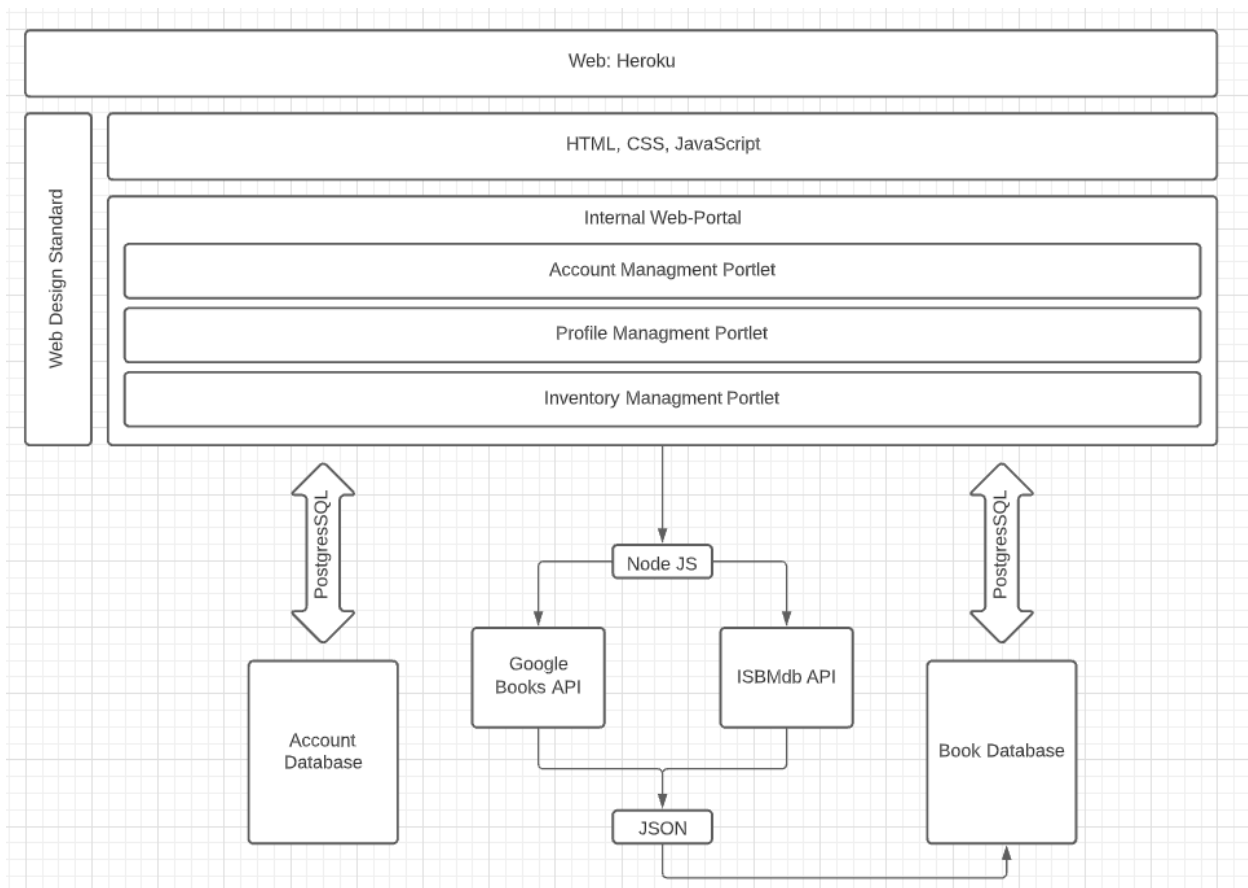 Web: Heroku
HTML, CSS, JavaScript
Web Design Standard
Internal Web-Portal
Account Managment Portlet
Profile Managment Portlet
Inventory Managment Portlet
PostgresSQL
PostgresSQL
Node JS
Google
Books API
ISBMdb API
Account
Database
Book Database
JSON